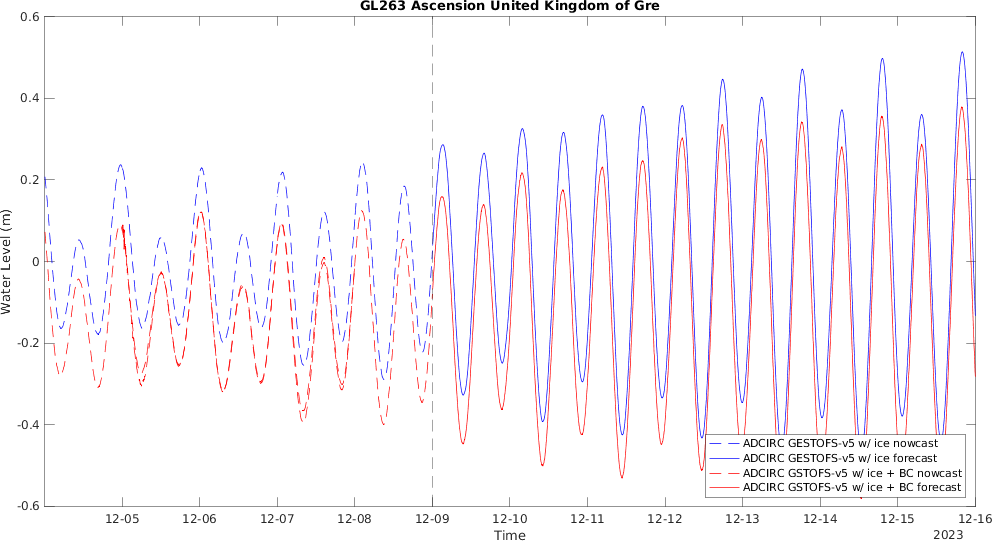 GL263 Ascension United Kingdom of Gre
0.6
0.4
0.2
0
-0.2
-0.4
-0.6
Water Level (m)
12-05 12-06 12-07 12-08 12-09 12-10 12-11 12-12 12-13 12-14 12-15 12-16
Time
2023
ADCIRC GESTOFS-v5 w/ ice nowcast
ADCIRC GESTOFS-v5 w/ ice forecast
ADCIRC GSTOFS-v5 w/ ice + BC nowcast
ADCIRC GSTOFS-v5 w/ ice + BC forecast